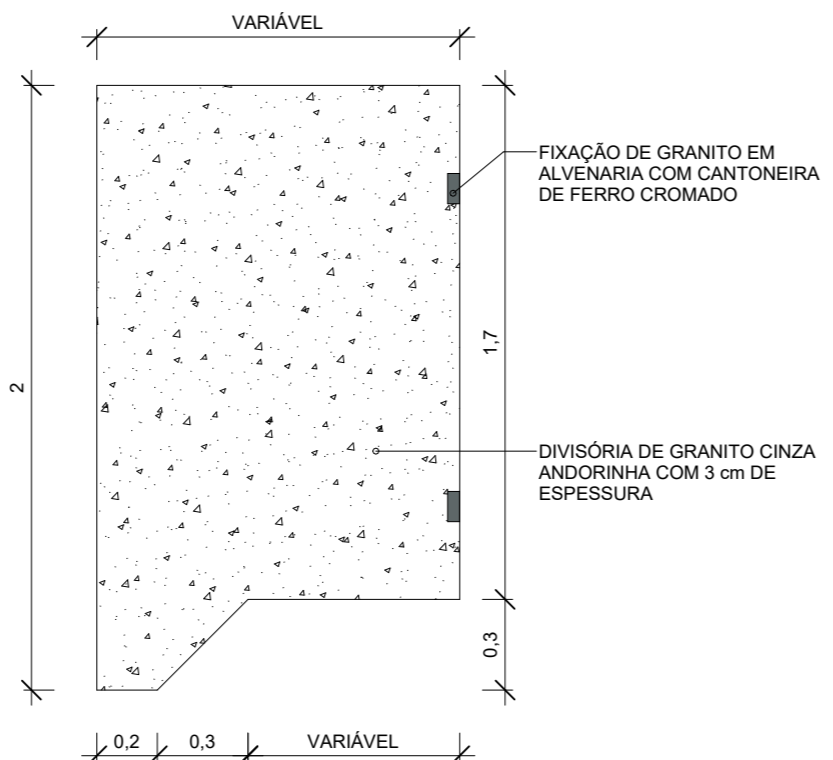 VARIÁVEL
FIXAÇÃO DE GRANITO EM
ALVENARIA COM CANTONEIRA
DE FERRO CROMADO
2
1,7
DIVISÓRIA DE GRANITO CINZA
ANDORINHA COM 3 cm DE
ESPESSURA
0,3
0,2
0,3
VARIÁVEL